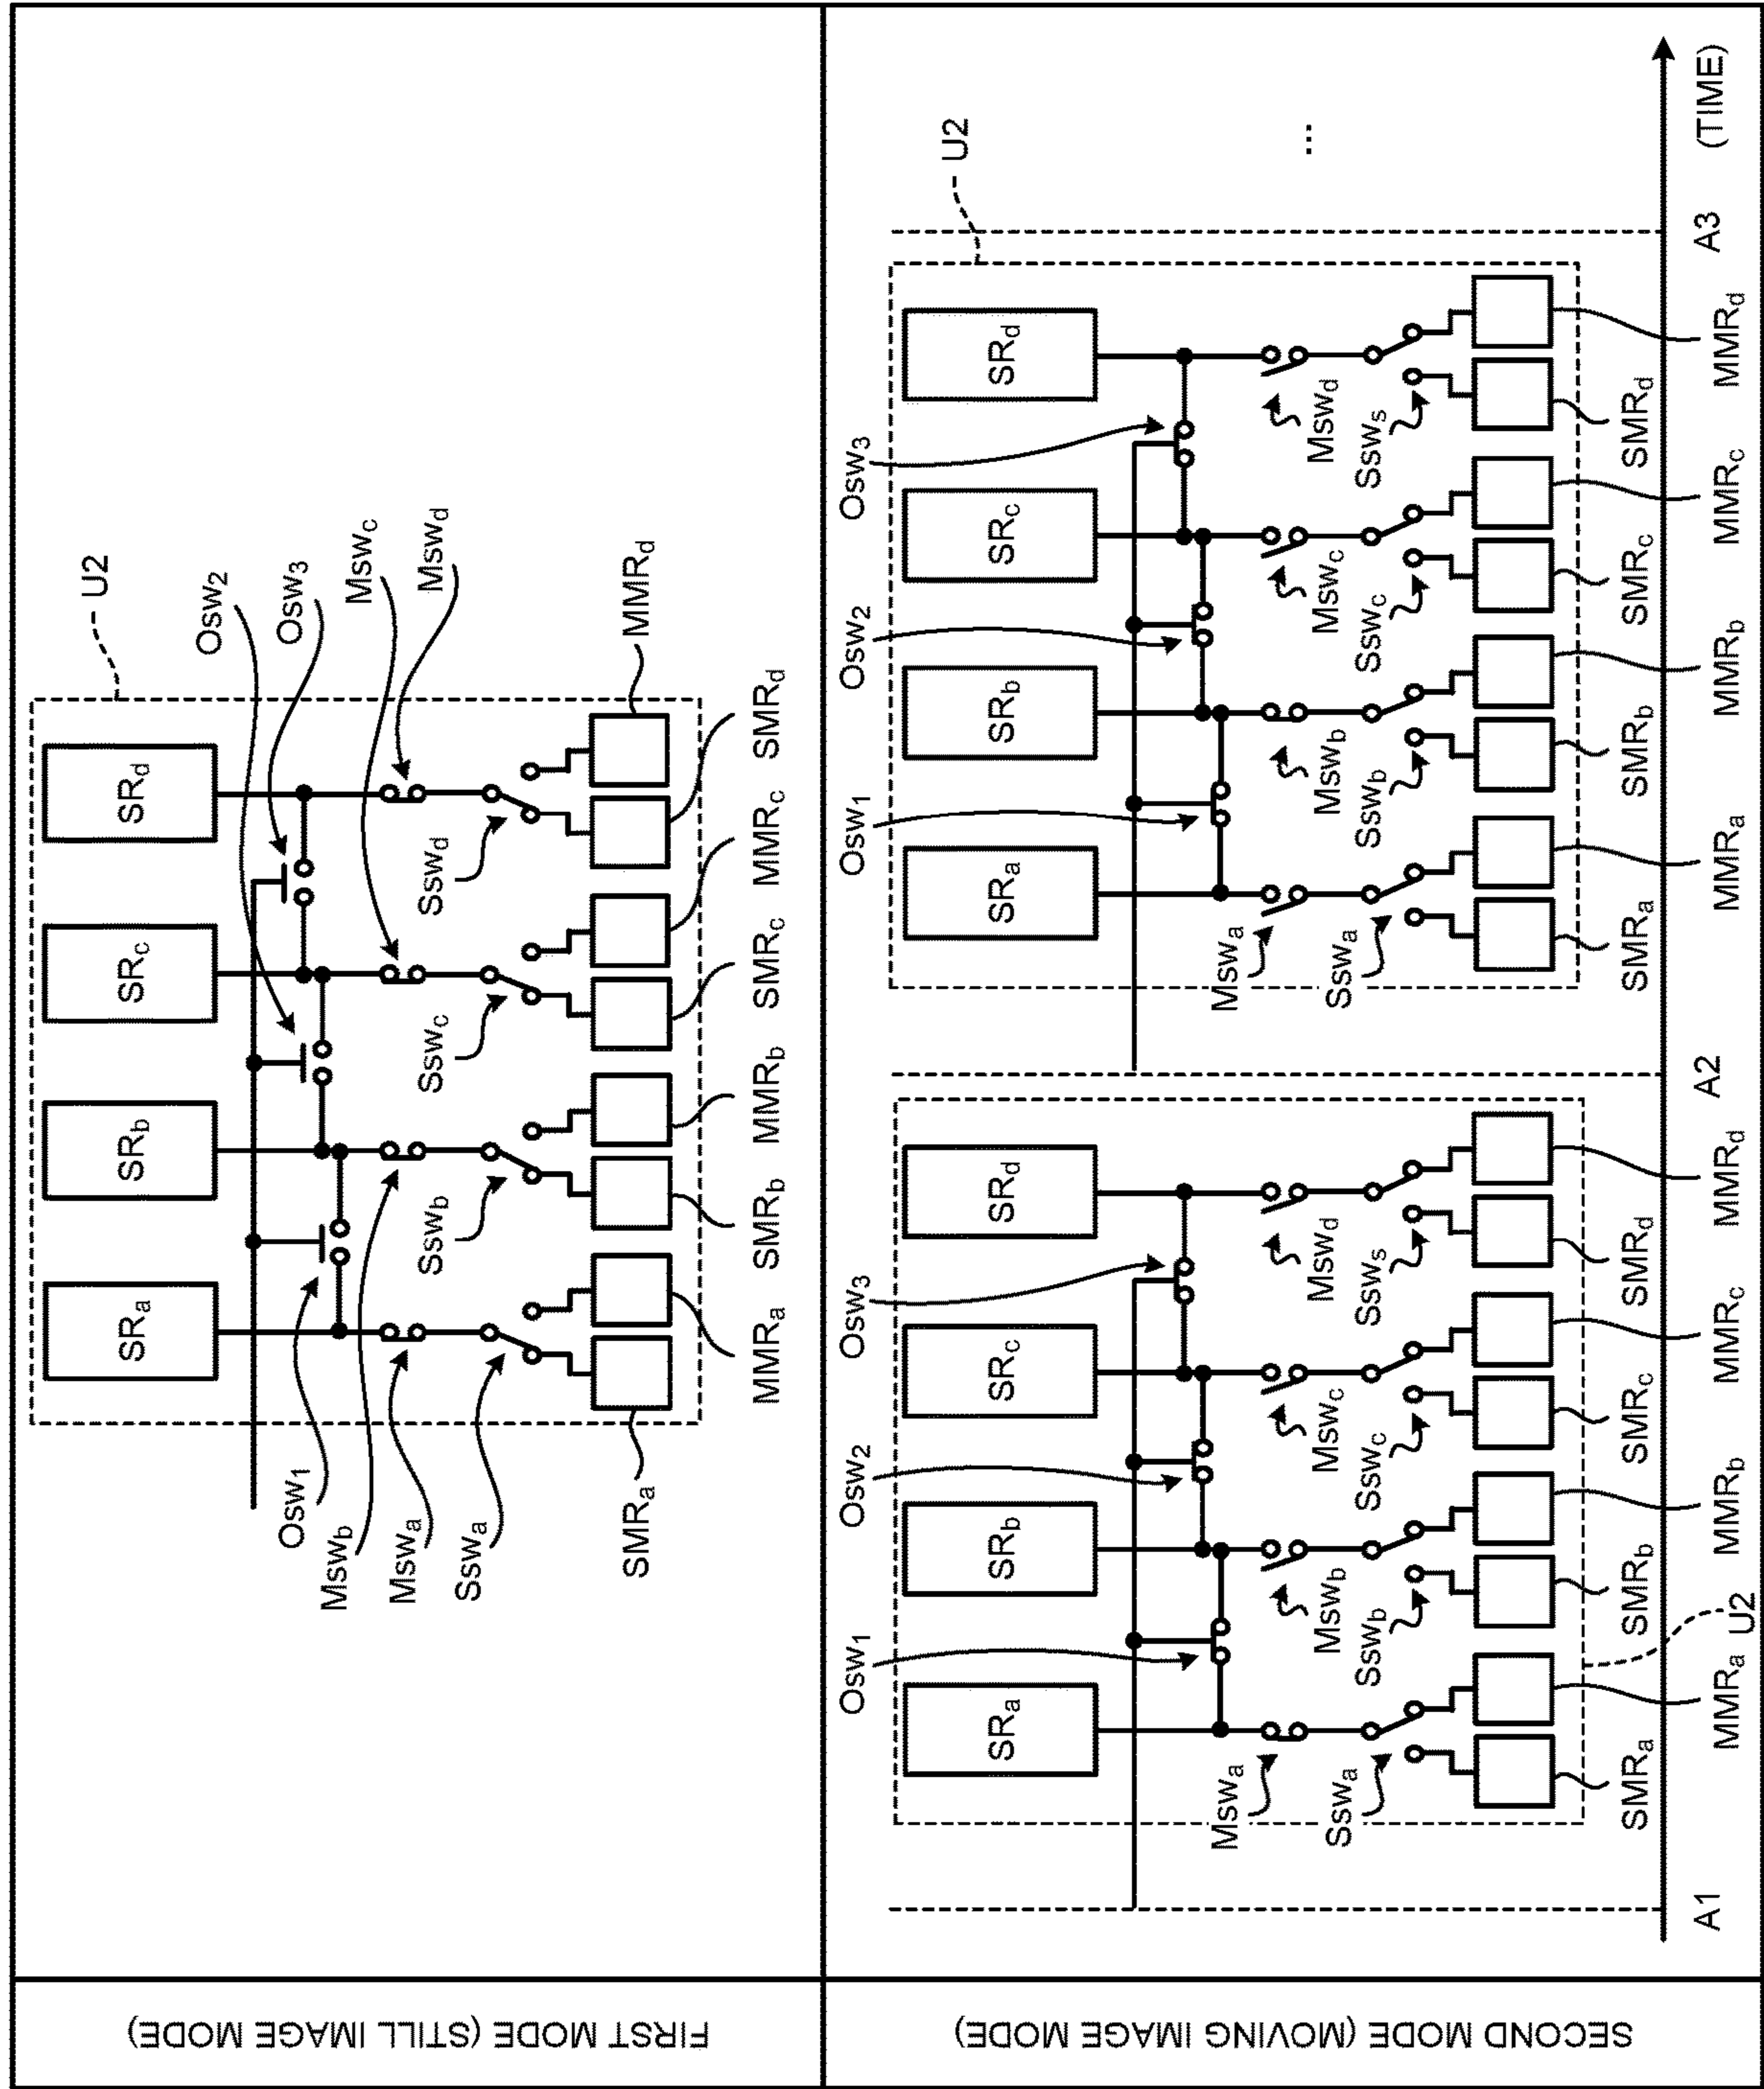 FIRST MODE (STILL IMAGE MODE)
U2
SRa SRb SRc SRd
Osw1
Osw2
Osw3
Mswb
Mswa
Mswc
Mswd
Sswa
Sswb
Sswc
Sswd
SMRa
MMRa
SMRb
MMRb
SMRc
MMRc
SMRd
MMRd
SECOND MODE (MOVING IMAGE MODE)
Osw1 Osw2 Osw3
SRa SRb SRc SRd
Mswa Mswb Mswc Mswd
Sswa Sswb Sswc Ssws
SMRa SMRb SMRc SMRd
MMRa MMRb MMRc MMRd
U2
U2
Osw1 Osw2 Osw3
SRa SRb SRc SRd
Mswa Mswb Mswc Mswd
Sswa Sswb Sswc Ssws
SMRa SMRb SMRc SMRd
MMRa MMRb MMRc MMRd
...
A1 A2 A3 (TIME)